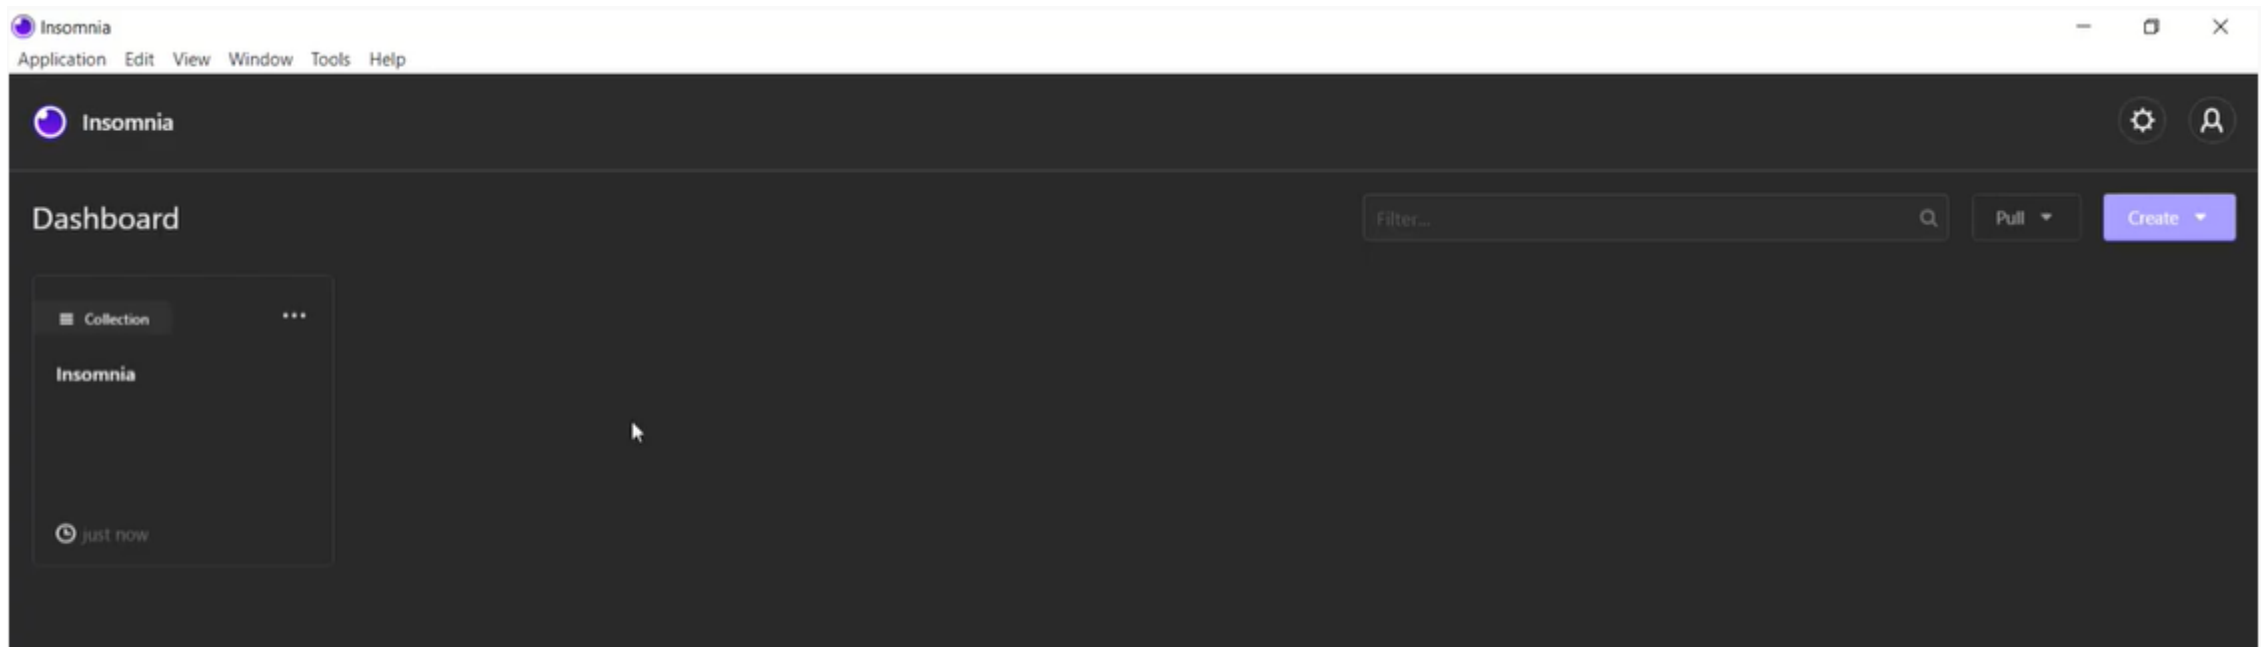 Insomnia
Application Edit View Window Tools Help
Insomnia
Dashboard
Filter... Pull Create
Collection
Insomnia
just now